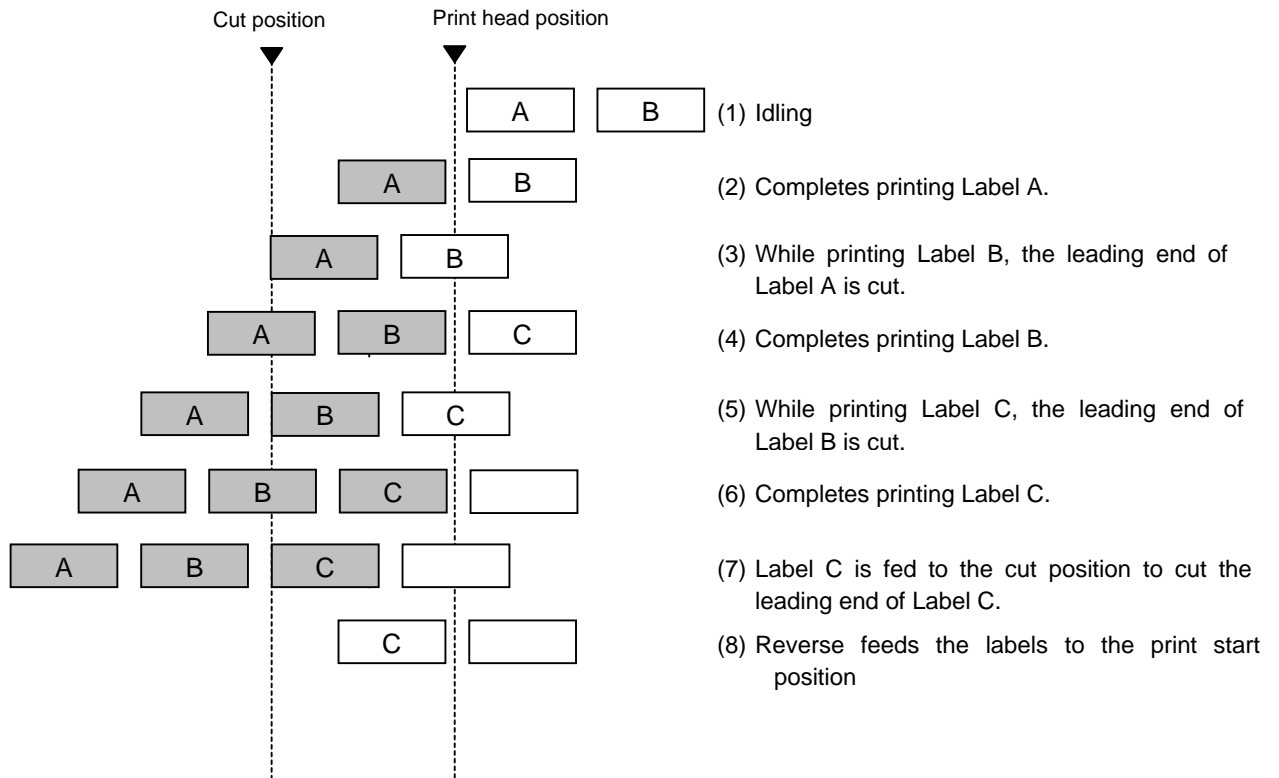 Cut position Print head position
A B (1) Idling
A B (2) Completes printing Label A.
A B (3) While printing Label B, the leading end of
Label A is cut.
A B C (4) Completes printing Label B.
A B C (5) While printing Label C, the leading end of
Label B is cut.
A B C (6) Completes printing Label C.
A B C (7) Label C is fed to the cut position to cut the
leading end of Label C.
C (8) Reverse feeds the labels to the print start
position